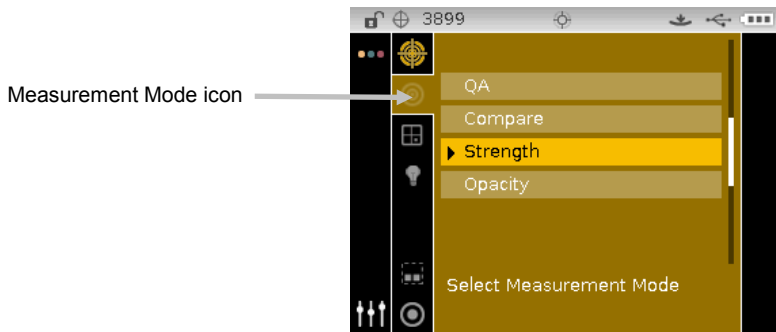 3899
Measurement Mode icon
QA
Compare
Strength
Opacity
Select Measurement Mode